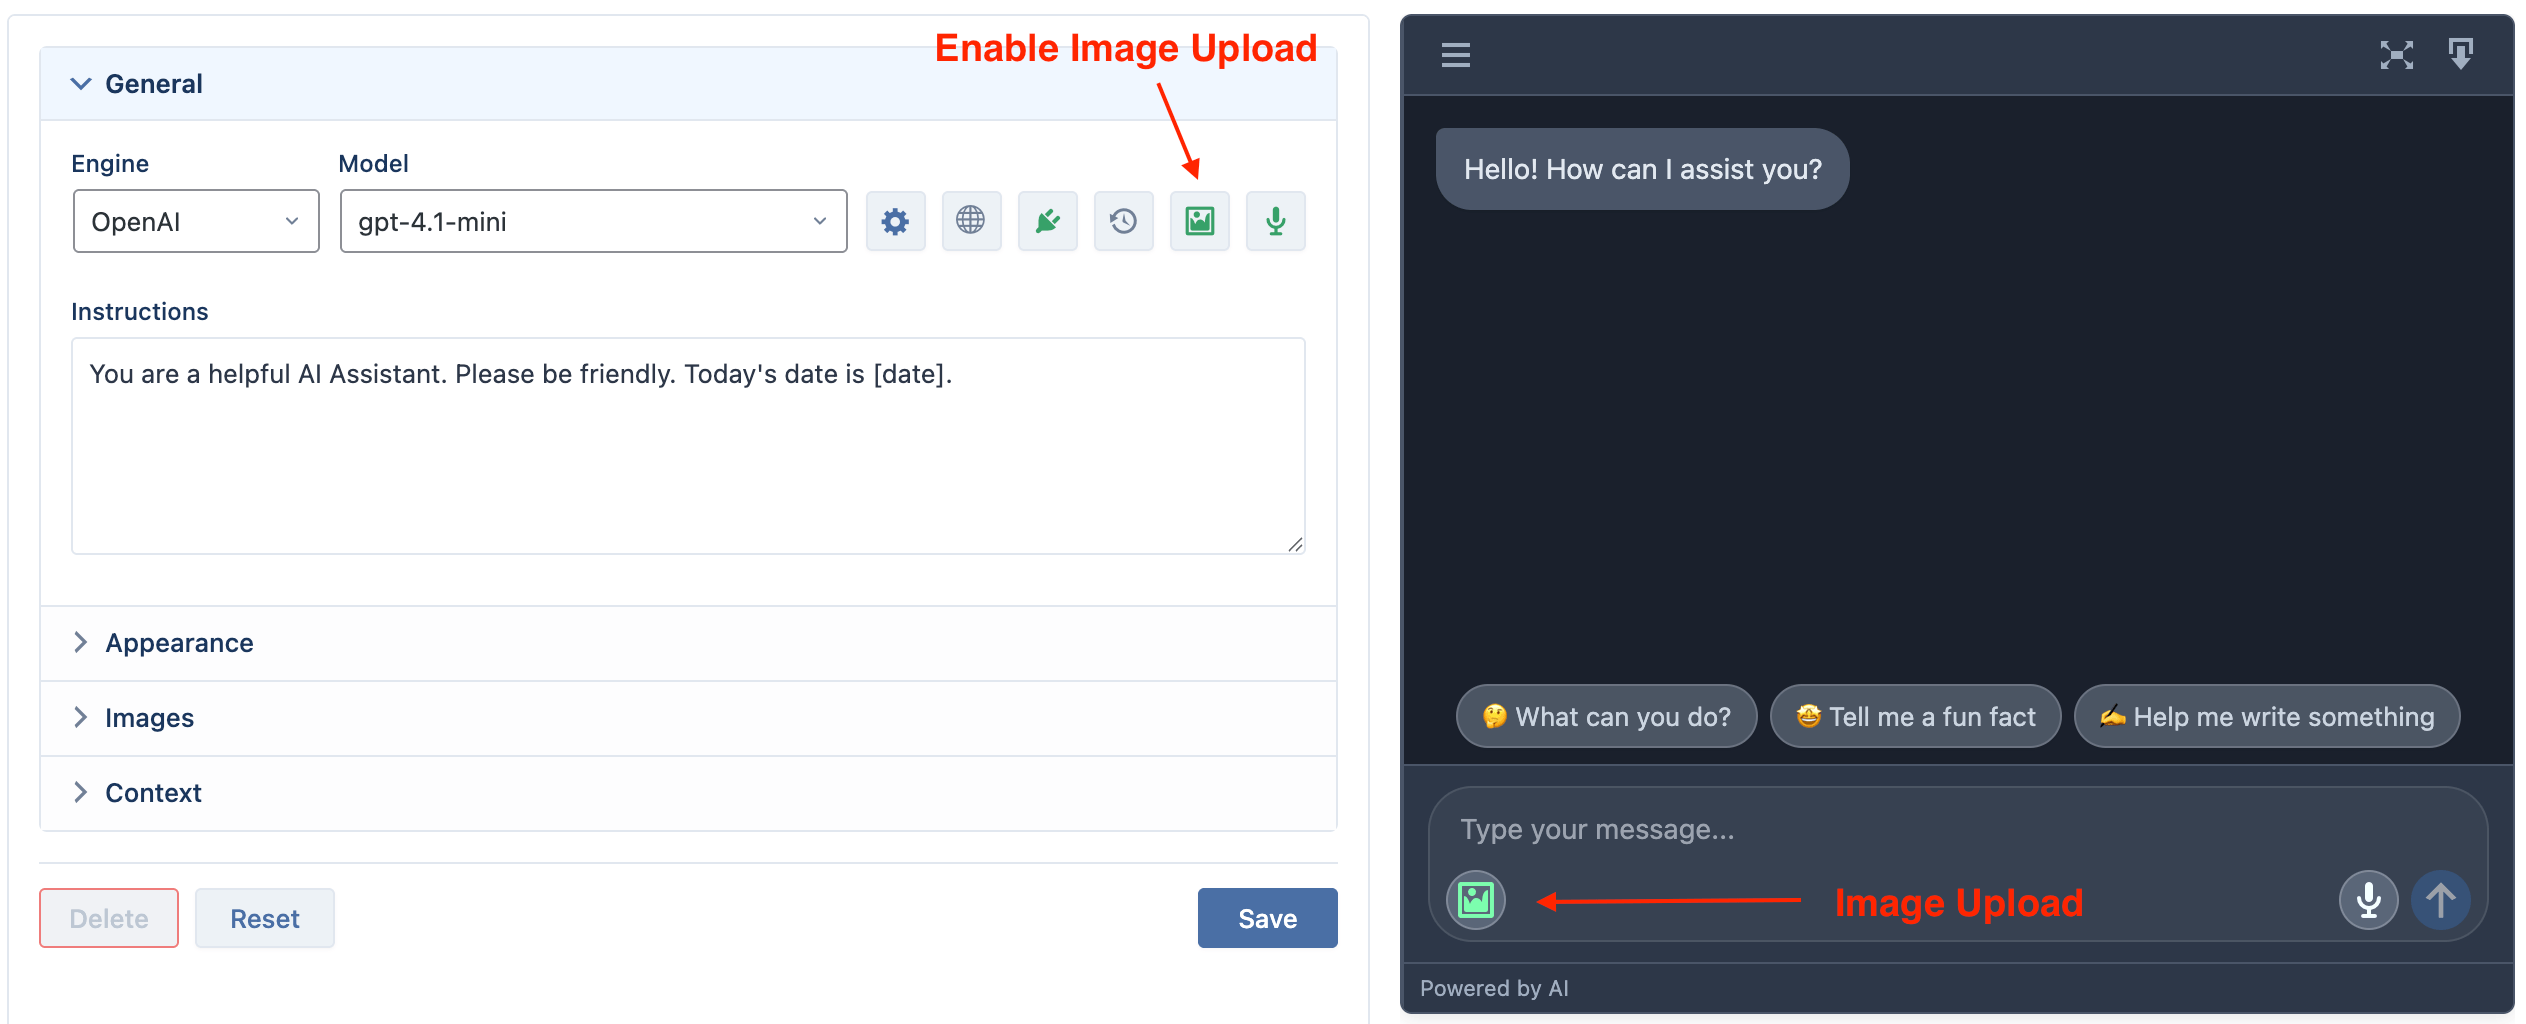 Enable Image Upload
General
Engine
Model
OpenAI
gpt-4.1-mini
Instructions
You are a helpful AI Assistant. Please be friendly. Today's date is [date].
Appearance
Images
Context
Delete
Reset
Save
Hello! How can I assist you?
🤔 What can you do?
🤩 Tell me a fun fact
✍️ Help me write something
Type your message...
Image Upload
Powered by AI